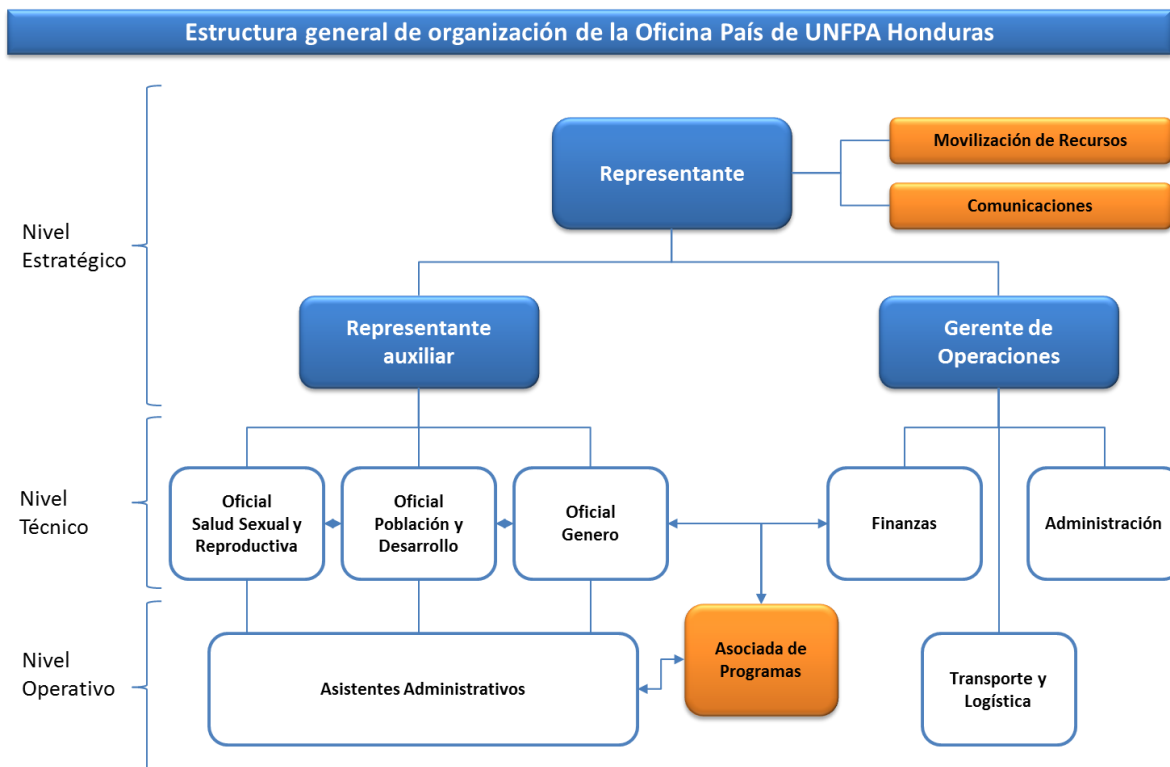 Estructura general de organización de la Oficina País de UNFPA Honduras
Movilización de Recursos
Representante
Comunicaciones
Nivel
Estratégico
Representante
auxiliar
Gerente de
Operaciones
Nivel
Técnico
Oficial
Salud Sexual y
Reproductiva
Oficial
Población y
Desarrollo
Oficial
Genero
Finanzas
Administración
Nivel
Operativo
Asistentes Administrativos
Asociada de
Programas
Transporte y
Logística